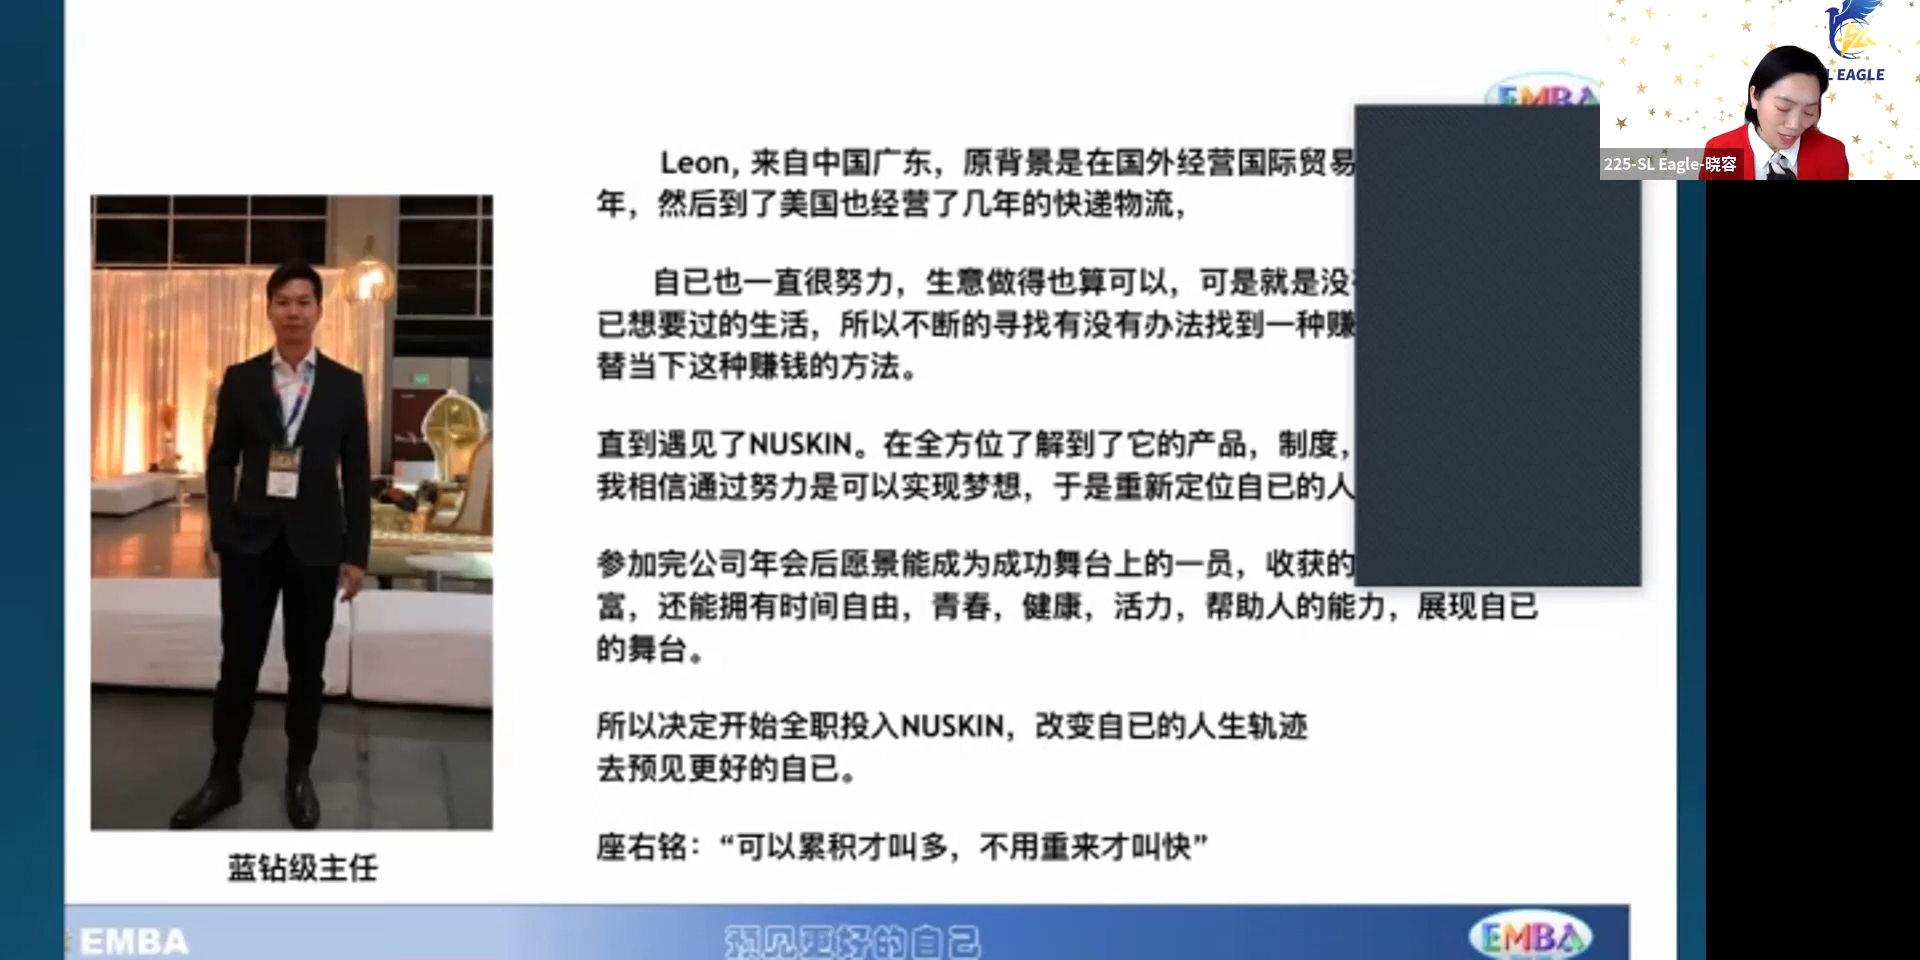 EMBA
L EAGLE
225-SL Eagle-晓容
Leon, 来自中国广东，原背景是在国外经营国际贸易
年，然后到了美国也经营了几年的快递物流，
自已也一直很努力，生意做得也算可以，可是就是没
已想要过的生活，所以不断的寻找有没有办法找到一种赚
替当下这种赚钱的方法。
直到遇见了NUSKIN。在全方位了解到了它的产品，制度，
我相信通过努力是可以实现梦想，于是重新定位自已的人
参加完公司年会后愿景能成为成功舞台上的一员，收获的
富，还能拥有时间自由，青春，健康，活力，帮助人的能力，展现自已
的舞台。
所以决定开始全职投入NUSKIN，改变自已的人生轨迹
去预见更好的自已。
座右铭：“可以累积才叫多，不用重来才叫快”
蓝钻级主任
EMBA
预见更好的自己
EMBA